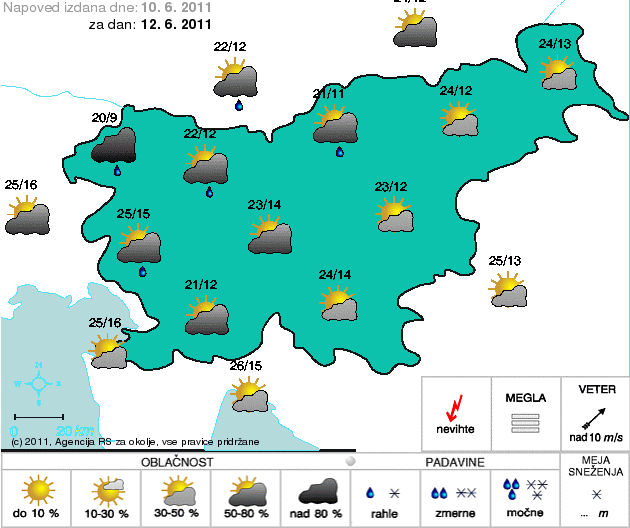 Napoved izdana dne: 10. 6. 2011
za dan: 12. 6. 2011
21/12
22/12
24/13
21/11
24/12
20/9
22/12
25/16
23/12
25/15
23/14
25/13
24/14
21/12
25/16
26/15
N
W
S
0 20 km
(c) 2011, Agencija RS za okolje, vse pravice pridržane
nevihte
MEGLA
VETER
nad 10 m/s
OBLAČNOST
PADAVINE
MEJA
SNEŽENJA
do 10 %
10-30 %
30-50 %
50-80 %
nad 80 %
rahle
zmerne
močne
... m